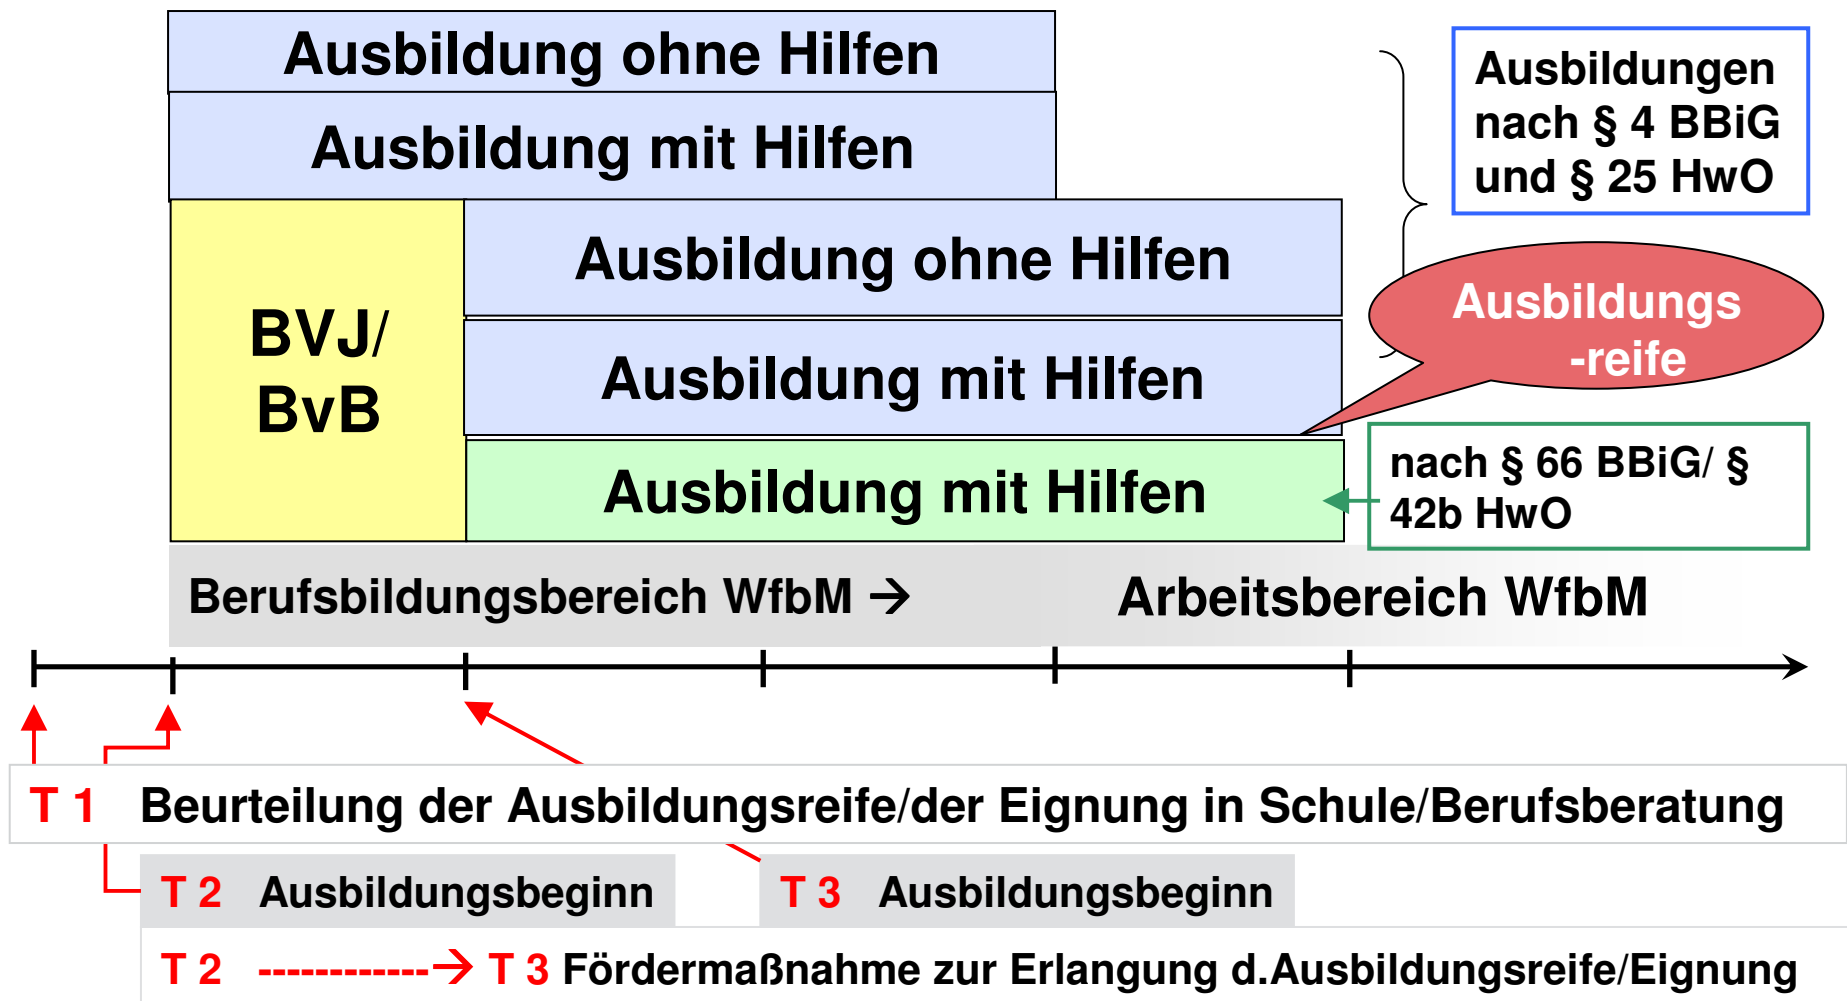 Ausbildung ohne Hilfen
Ausbildung mit Hilfen
Ausbildungen
nach § 4 BBiG
und § 25 HwO
BVJ/
BvB
Ausbildung ohne Hilfen
Ausbildungs
-reife
Ausbildung mit Hilfen
Ausbildung mit Hilfen
nach § 66 BBiG/ §
42b HwO
Berufsbildungsbereich WfbM →
Arbeitsbereich WfbM
T 1 Beurteilung der Ausbildungsreife/der Eignung in Schule/Berufsberatung
T 2 Ausbildungsbeginn
T 3 Ausbildungsbeginn
T 2 ------------→ T 3 Fördermaßnahme zur Erlangung d.Ausbildungsreife/Eignung